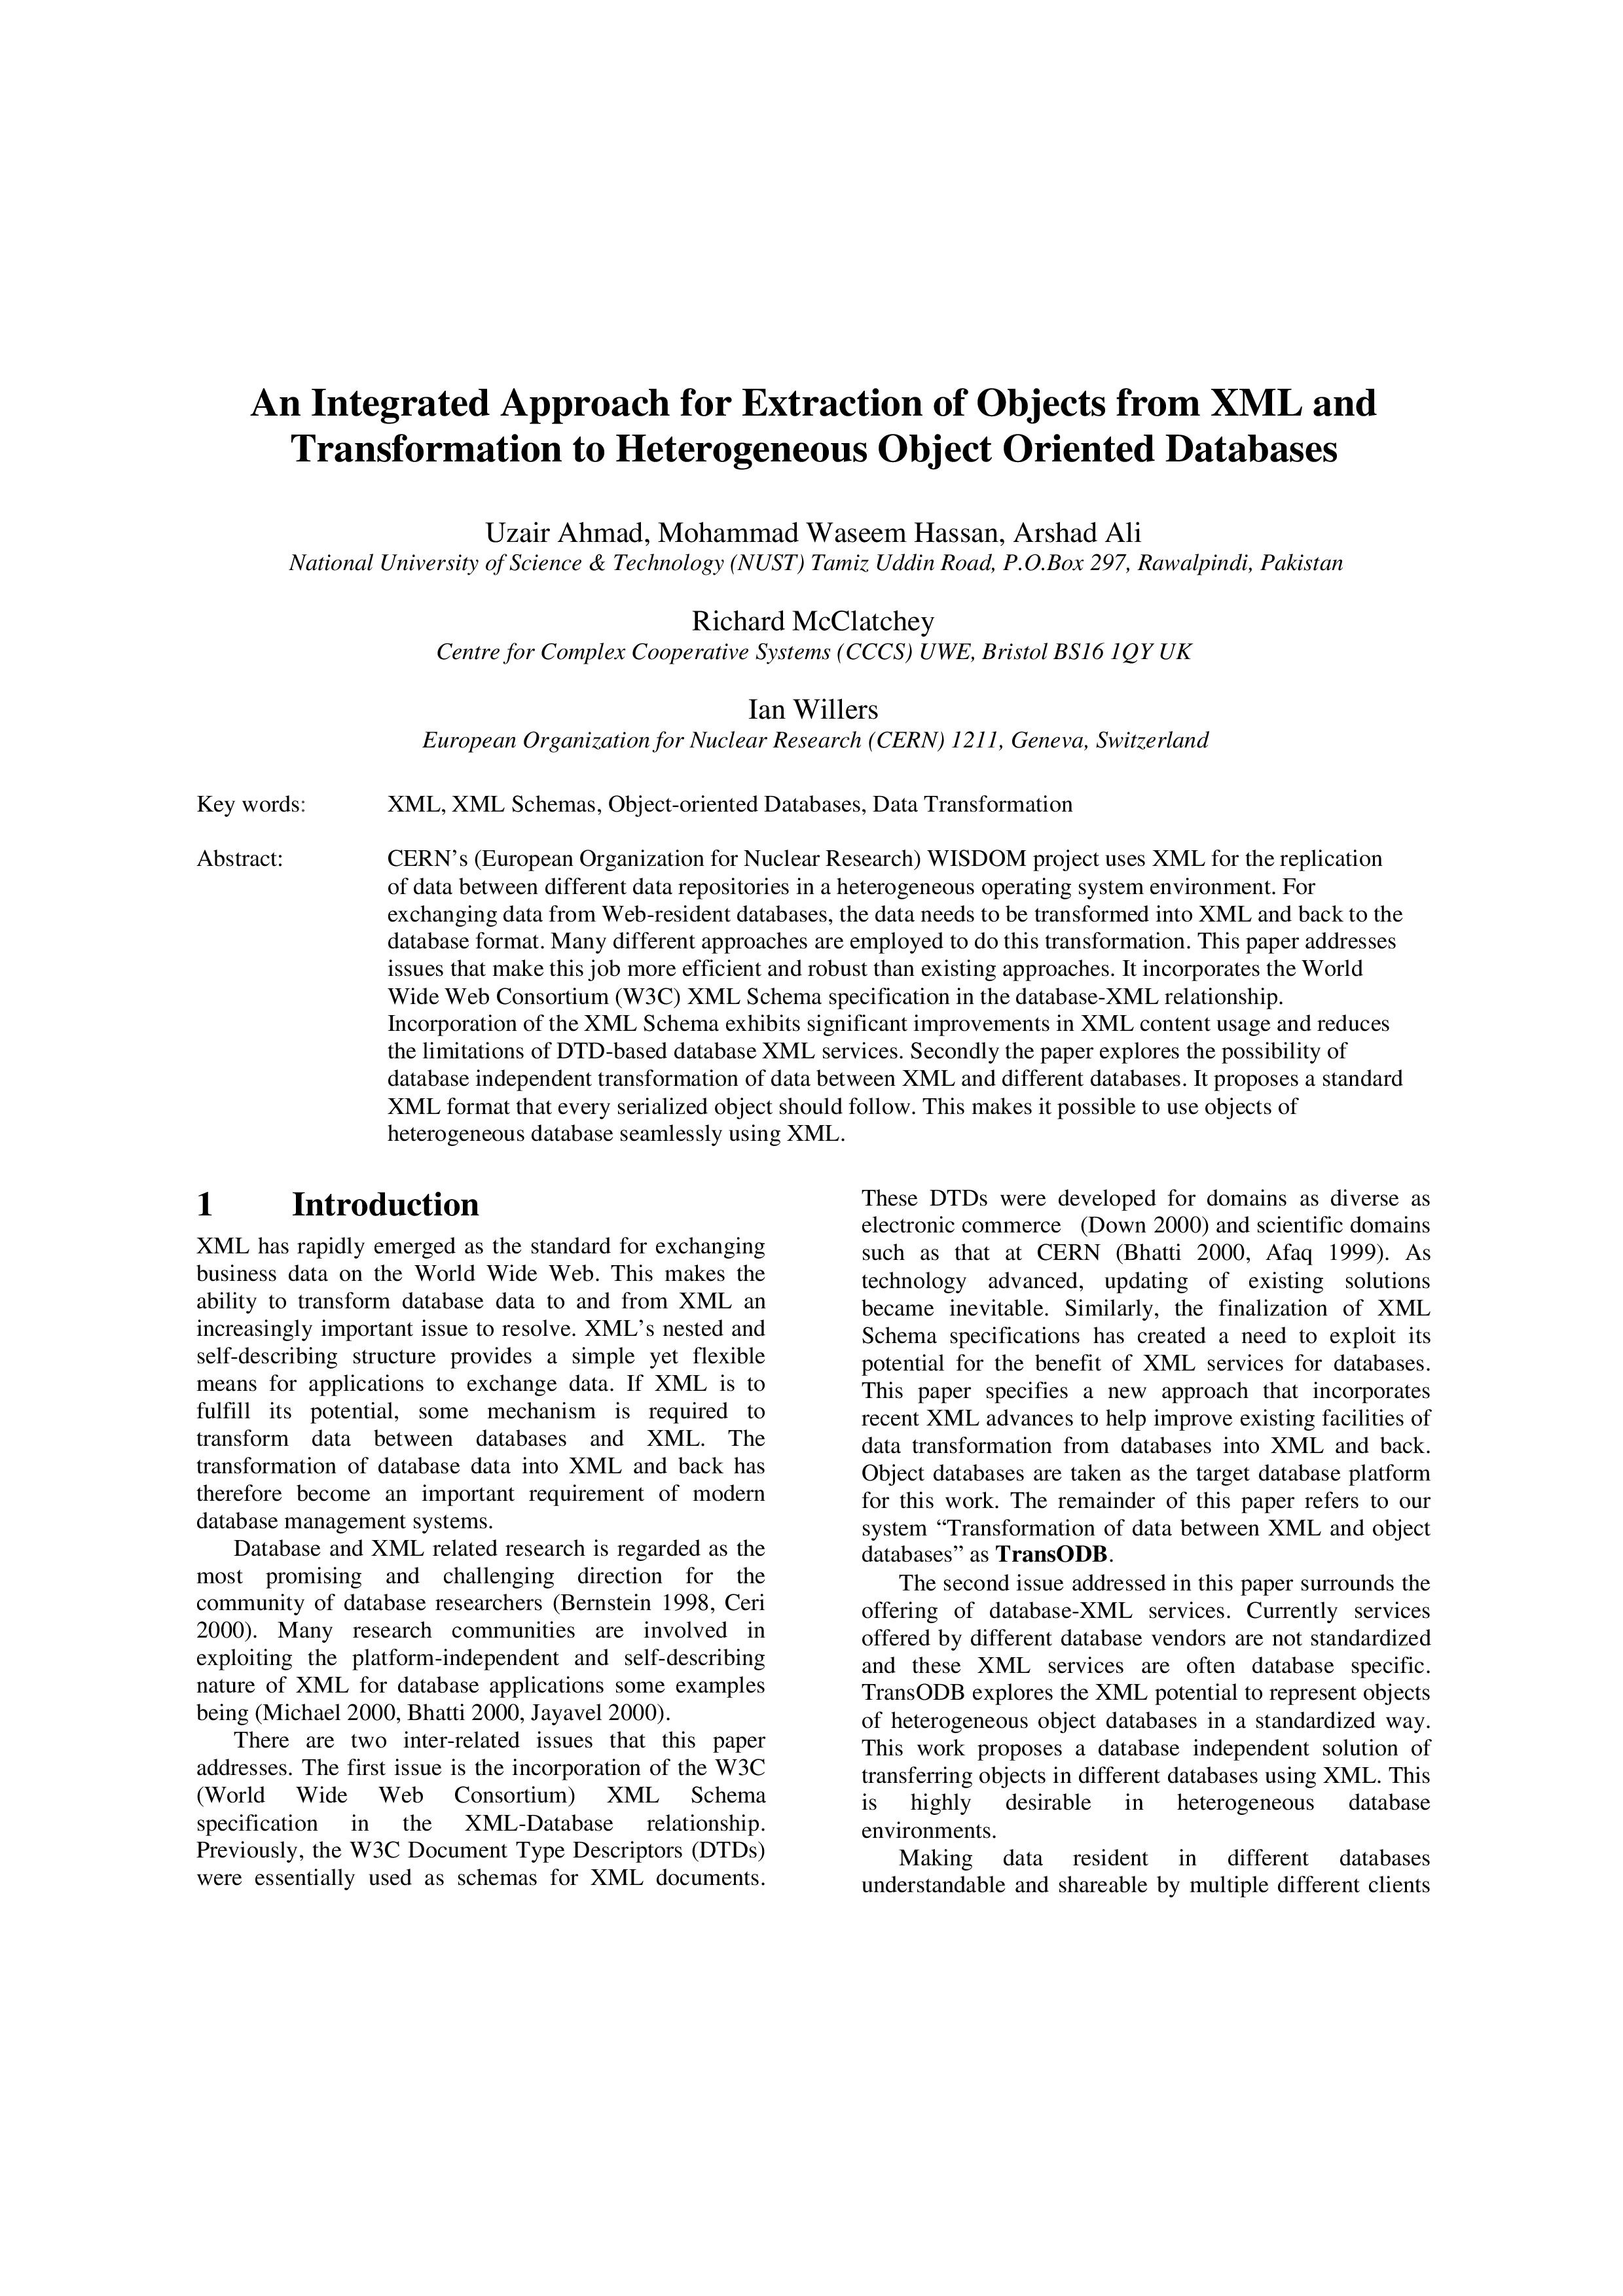 An Integrated Approach for Extraction of Objects from XML and
Transformation to Heterogeneous Object Oriented Databases
Uzair Ahmad, Mohammad Waseem Hassan, Arshad Ali
National University of Science & Technology (NUST) Tamiz Uddin Road, P.O.Box 297, Rawalpindi, Pakistan
Richard McClatchey
Centre for Complex Cooperative Systems (CCCS) UWE, Bristol BS16 1QY UK
Ian Willers
European Organization for Nuclear Research (CERN) 1211, Geneva, Switzerland
Key words: XML, XML Schemas, Object-oriented Databases, Data Transformation
Abstract: CERN's (European Organization for Nuclear Research) WISDOM project uses XML for the replication
of data between different data repositories in a heterogeneous operating system environment. For
exchanging data from Web-resident databases, the data needs to be transformed into XML and back to the
database format. Many different approaches are employed to do this transformation. This paper addresses
issues that make this job more efficient and robust than existing approaches. It incorporates the World
Wide Web Consortium (W3C) XML Schema specification in the database-XML relationship.
Incorporation of the XML Schema exhibits significant improvements in XML content usage and reduces
the limitations of DTD-based database XML services. Secondly the paper explores the possibility of
database independent transformation of data between XML and different databases. It proposes a standard
XML format that every serialized object should follow. This makes it possible to use objects of
heterogeneous database seamlessly using XML.
1 Introduction
XML has rapidly emerged as the standard for exchanging
business data on the World Wide Web. This makes the
ability to transform database data to and from XML an
increasingly important issue to resolve. XML's nested and
self-describing structure provides a simple yet flexible
means for applications to exchange data. If XML is to
fulfill its potential, some mechanism is required to
transform data between databases and XML. The
transformation of database data into XML and back has
therefore become an important requirement of modern
database management systems.
Database and XML related research is regarded as the
most promising and challenging direction for the
community of database researchers (Bernstein 1998, Ceri
2000). Many research communities are involved in
exploiting the platform-independent and self-describing
nature of XML for database applications some examples
being (Michael 2000, Bhatti 2000, Jayavel 2000).
There are two inter-related issues that this paper
addresses. The first issue is the incorporation of the W3C
(World Wide Web Consortium) XML Schema
specification in the XML-Database relationship.
Previously, the W3C Document Type Descriptors (DTDs)
were essentially used as schemas for XML documents.
These DTDs were developed for domains as diverse as
electronic commerce (Down 2000) and scientific domains
such as that at CERN (Bhatti 2000, Afaq 1999). As
technology advanced, updating of existing solutions
became inevitable. Similarly, the finalization of XML
Schema specifications has created a need to exploit its
potential for the benefit of XML services for databases.
This paper specifies a new approach that incorporates
recent XML advances to help improve existing facilities of
data transformation from databases into XML and back.
Object databases are taken as the target database platform
for this work. The remainder of this paper refers to our
system “Transformation of data between XML and object
databases” as TransODB.
The second issue addressed in this paper surrounds the
offering of database-XML services. Currently services
offered by different database vendors are not standardized
and these XML services are often database specific.
TransODB explores the XML potential to represent objects
of heterogeneous object databases in a standardized way.
This work proposes a database independent solution of
transferring objects in different databases using XML. This
is highly desirable in heterogeneous database
environments.
Making data resident in different databases
understandable and shareable by multiple different clients